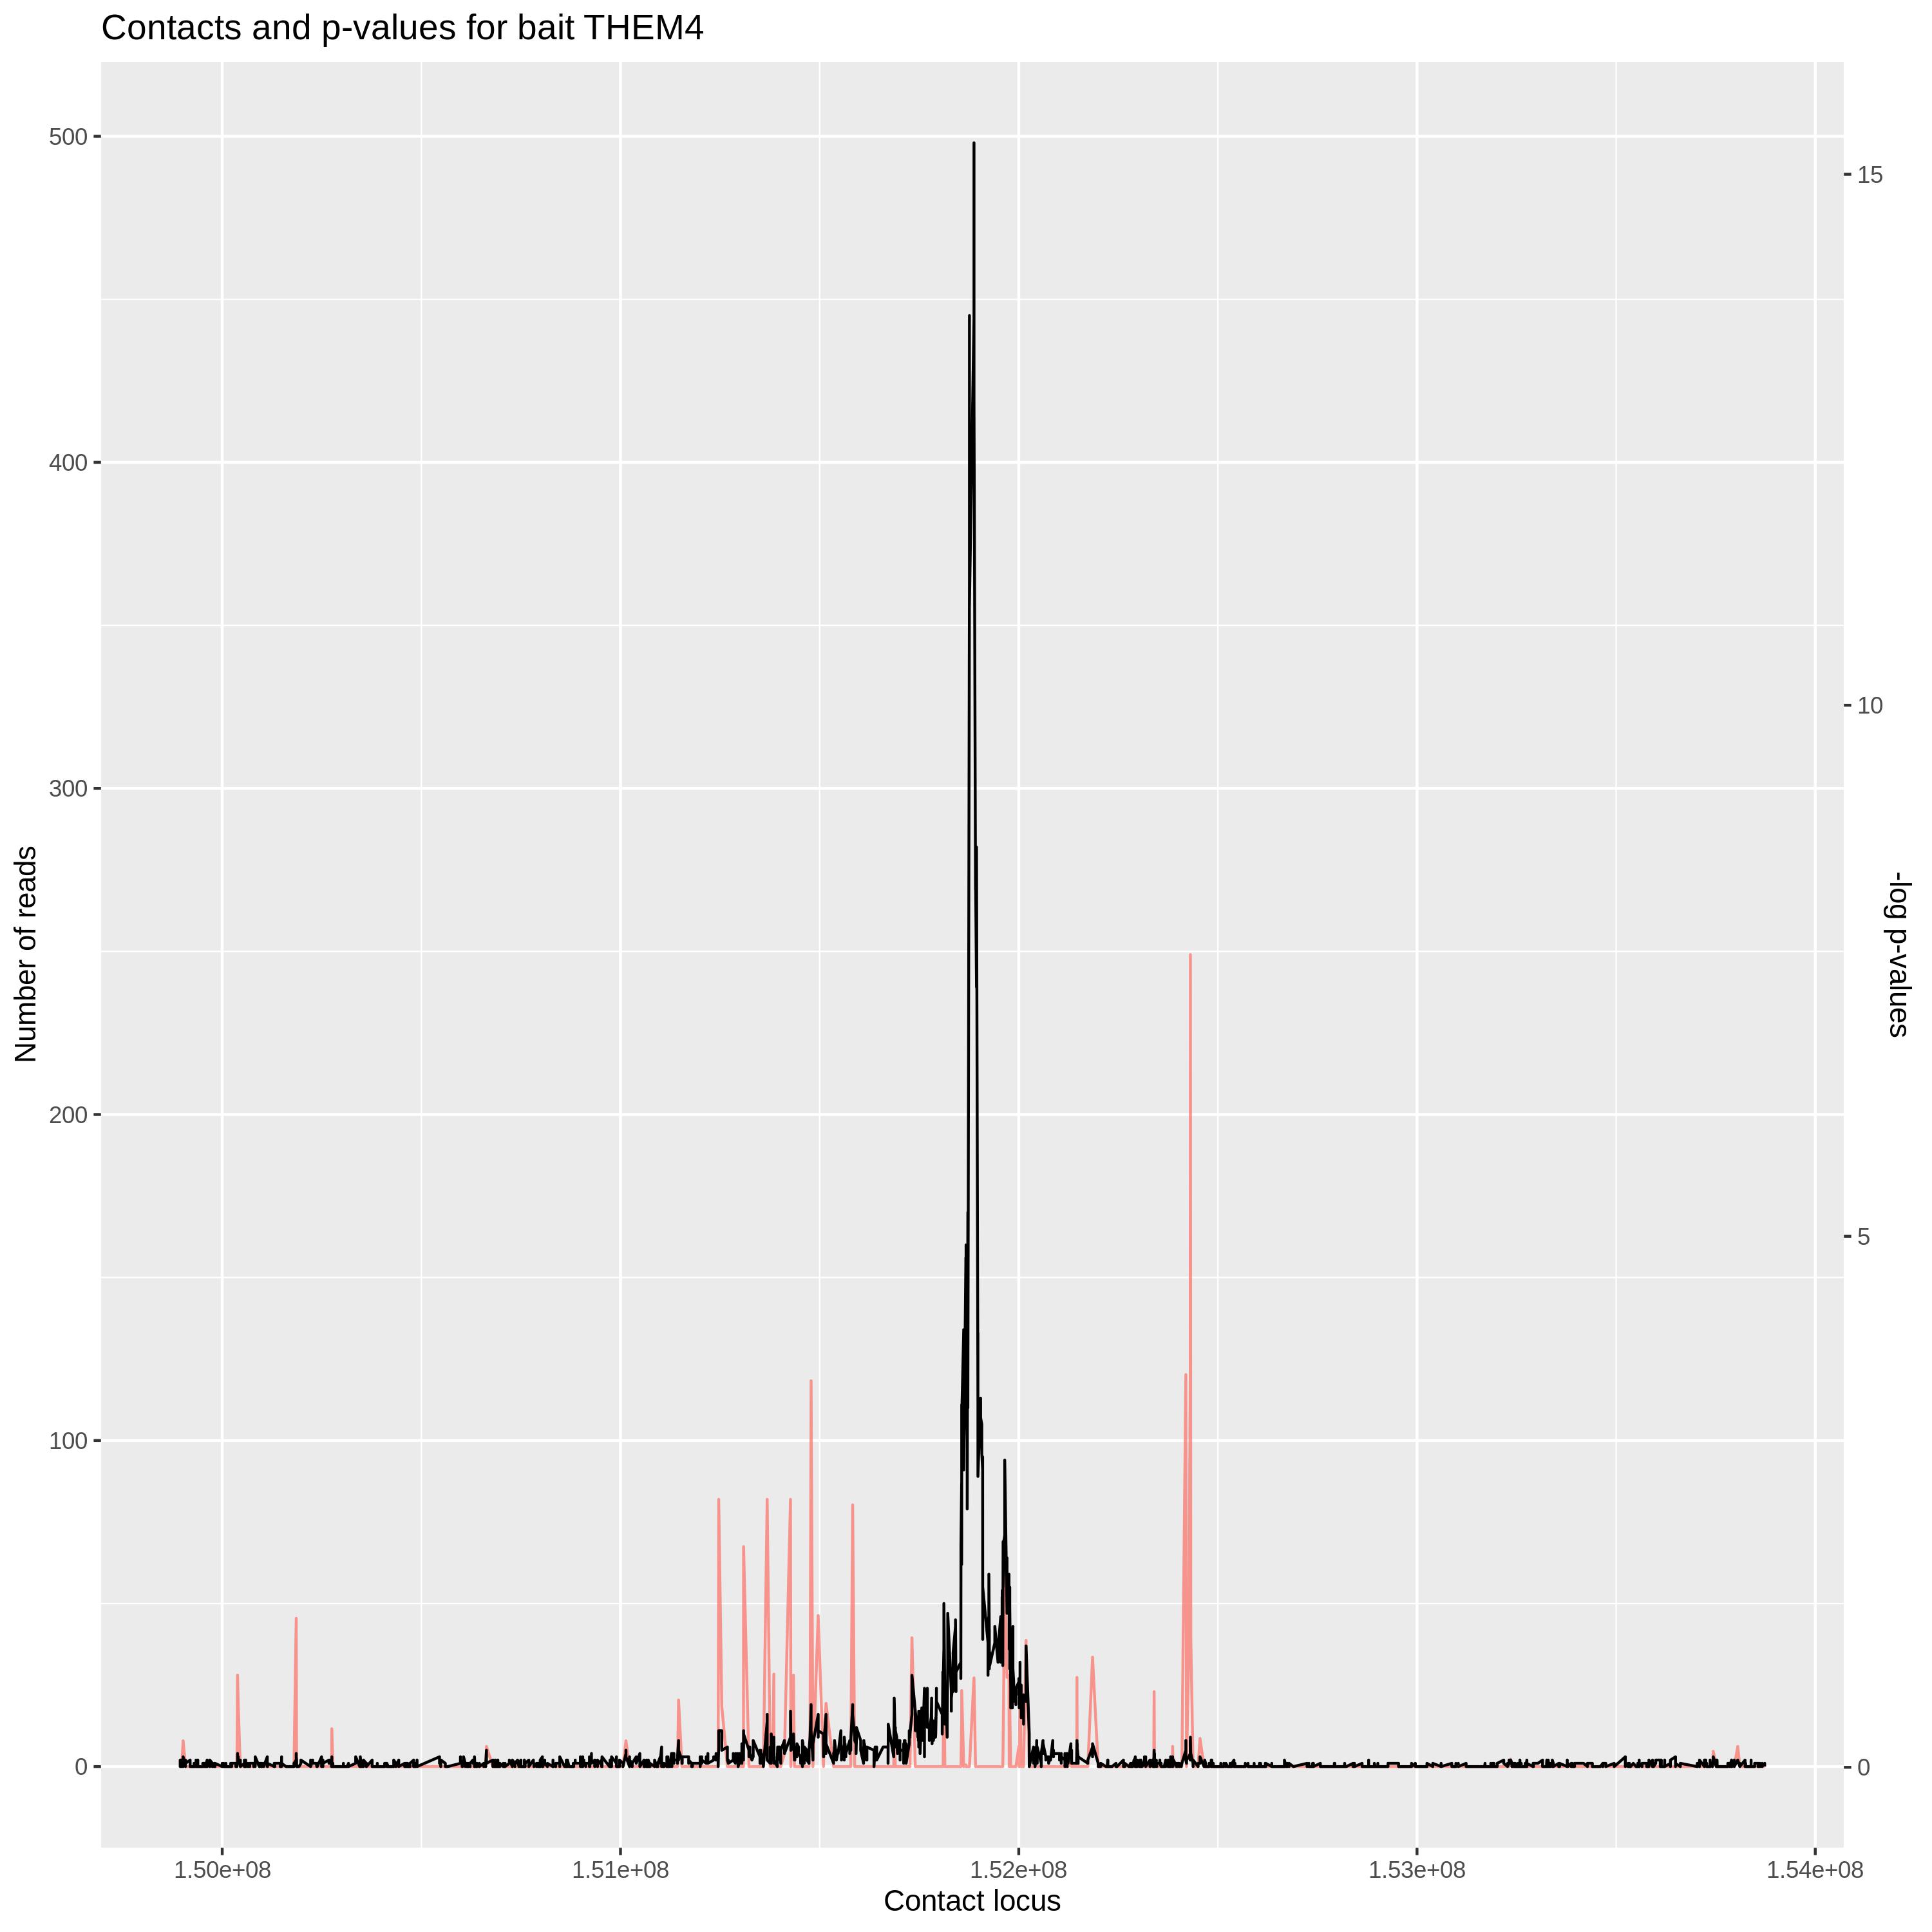 Contacts and p-values for bait THEM4
500
400
300
200
100
0
Number of reads
15
10
5
0
-log p-values
1.50e+08 1.51e+08 1.52e+08 1.53e+08 1.54e+08
Contact locus